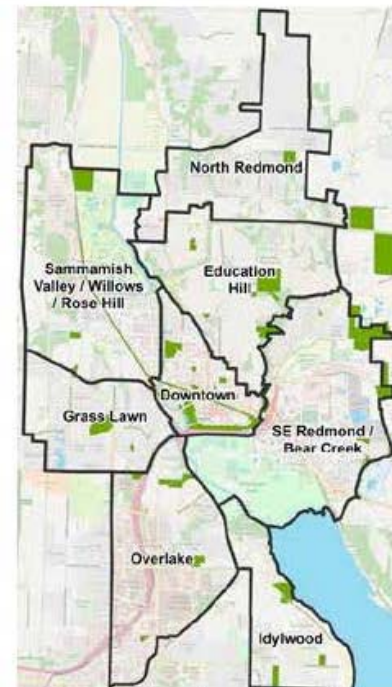 North Redmond
Sammamish
Valley / Willows
/ Rose Hill
Education
Hill
Downtown
Grass Lawn
SE Redmond /
Bear Creek
Overlake
Idylwood